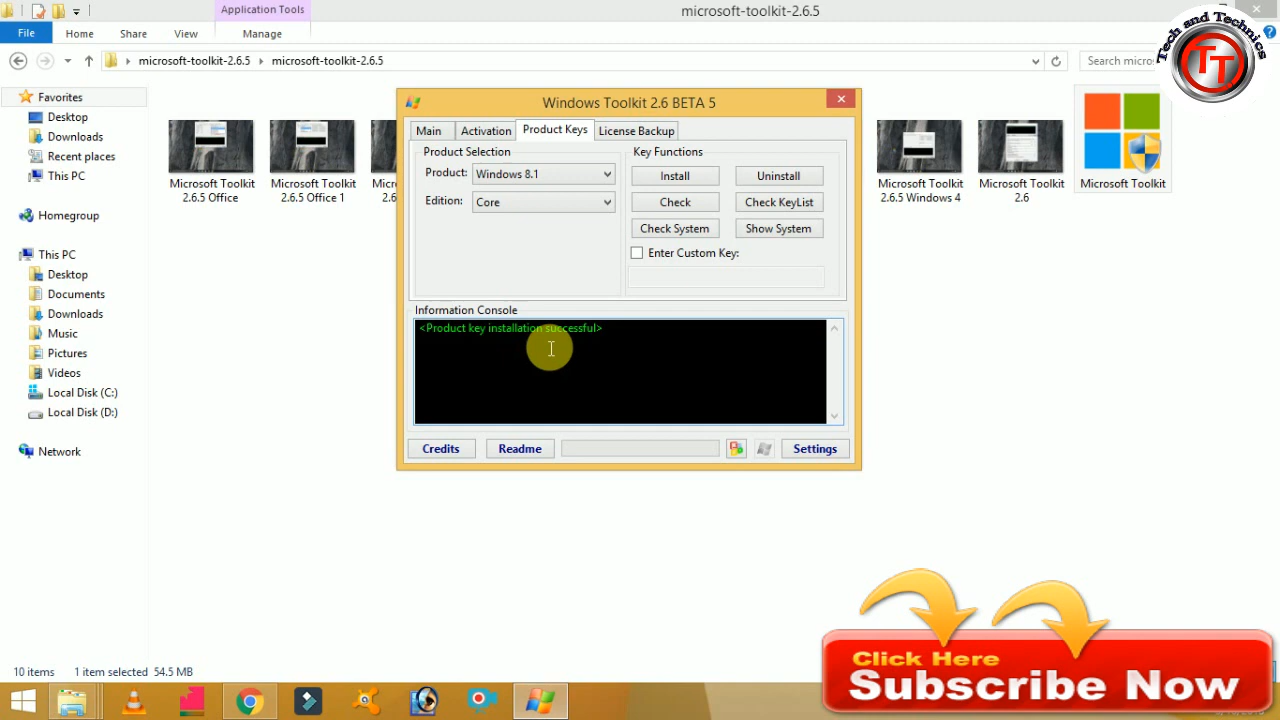 Application Tools
microsoft-toolkit-2.6.5
File
Home
Share
View
Manage
microsoft-toolkit-2.6.5
microsoft-toolkit-2.6.5
Search micro
Tech and Technics
TT
Favorites
Desktop
Downloads
Recent places
This PC
Homegroup
This PC
Desktop
Documents
Downloads
Music
Pictures
Videos
Local Disk (C:)
Local Disk (D:)
Network
Microsoft Toolkit
2.6.5 Office
Microsoft Toolkit
2.6.5 Office 1
Microsoft Toolkit
2.6.5 Windows 4
Microsoft Toolkit
2.6
Microsoft Toolkit
Windows Toolkit 2.6 BETA 5
Main
Activation
Product Keys
License Backup
Product Selection
Product:
Windows 8.1
Edition:
Core
Key Functions
Install
Uninstall
Check
Check KeyList
Check System
Show System
Enter Custom Key:
Information Console
<Product key installation successful>
Credits
Readme
Settings
10 items
1 item selected 54.5 MB
Click Here
Subscribe Now